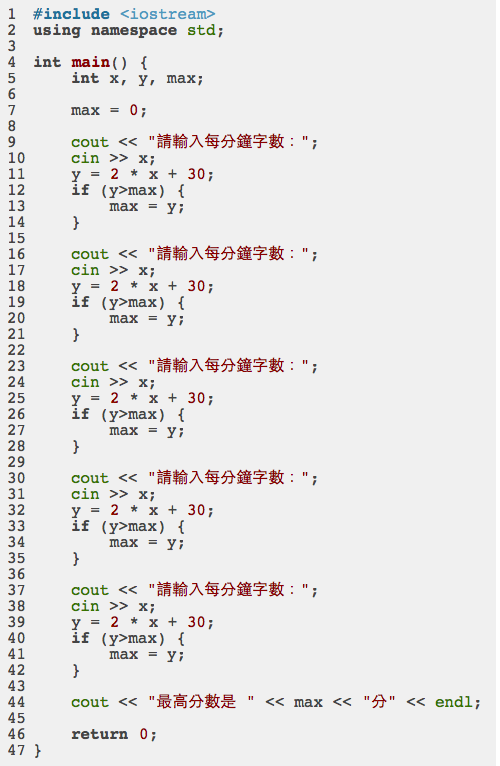 1 #include <iostream>
2 using namespace std;
3
4 int main() {
5     int x, y, max;
6
7     max = 0;
8
9     cout << "請輸入每分鐘字數：";
10     cin >> x;
11     y = 2 * x + 30;
12     if (y>max) {
13         max = y;
14     }
15
16     cout << "請輸入每分鐘字數：";
17     cin >> x;
18     y = 2 * x + 30;
19     if (y>max) {
20         max = y;
21     }
22
23     cout << "請輸入每分鐘字數：";
24     cin >> x;
25     y = 2 * x + 30;
26     if (y>max) {
27         max = y;
28     }
29
30     cout << "請輸入每分鐘字數：";
31     cin >> x;
32     y = 2 * x + 30;
33     if (y>max) {
34         max = y;
35     }
36
37     cout << "請輸入每分鐘字數：";
38     cin >> x;
39     y = 2 * x + 30;
40     if (y>max) {
41         max = y;
42     }
43
44     cout << "最高分數是 " << max << "分" << endl;
45
46     return 0;
47 }